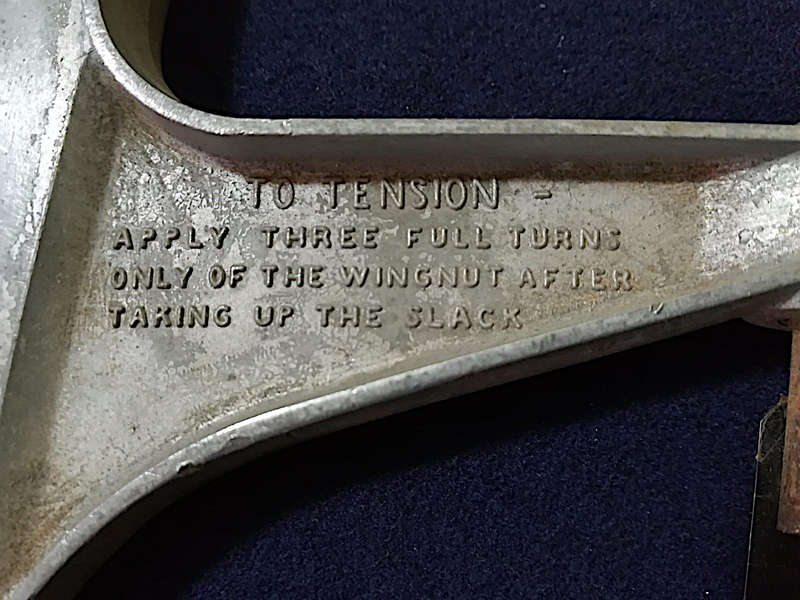 TO TENSION -
APPLY THREE FULL TURNS
ONLY OF THE WINGNUT AFTER
TAKING UP THE SLACK